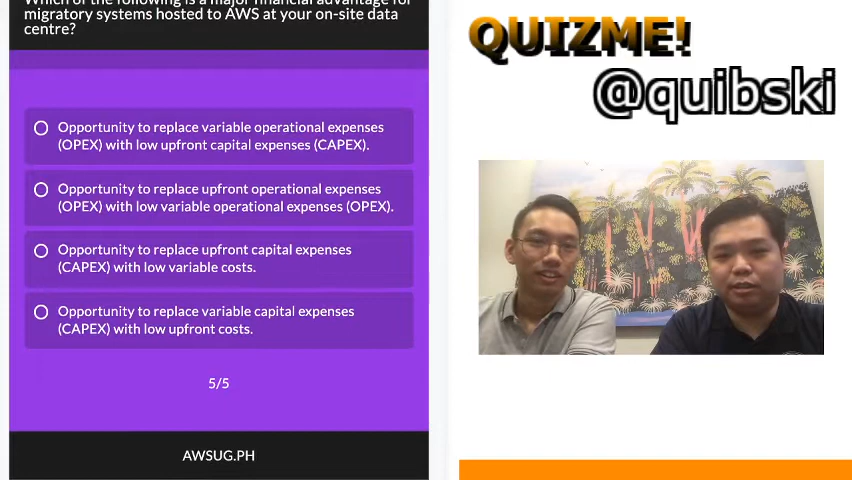 Which of the following is a major financial advantage for
migratory systems hosted to AWS at your on-site data
centre?
Opportunity to replace variable operational expenses
(OPEX) with low upfront capital expenses (CAPEX).
Opportunity to replace upfront operational expenses
(OPEX) with low variable operational expenses (OPEX).
Opportunity to replace upfront capital expenses
(CAPEX) with low variable costs.
Opportunity to replace variable capital expenses
(CAPEX) with low upfront costs.
5/5
AWSUG.PH
QUIZME!
@quibski